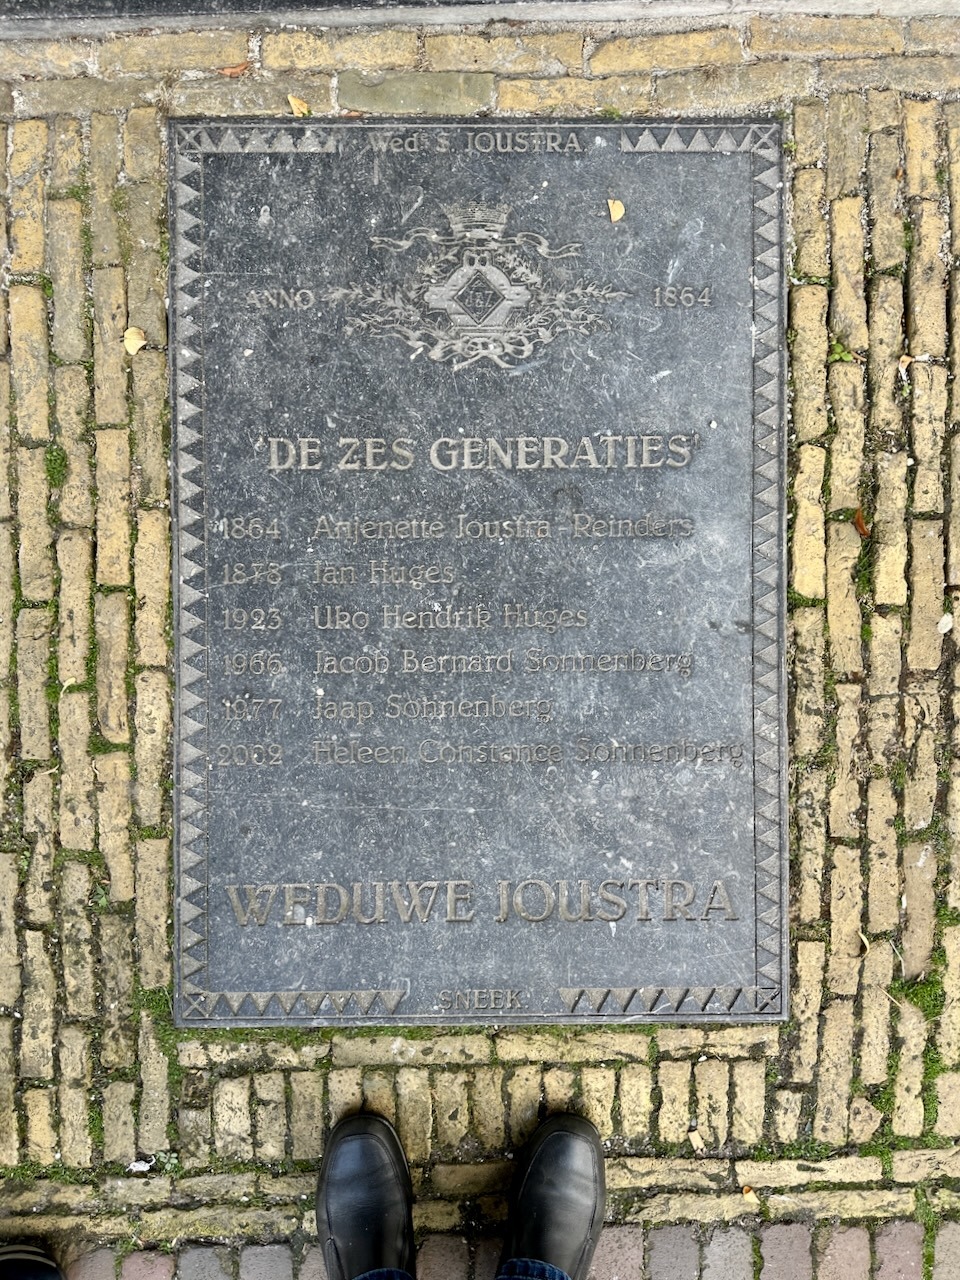 Wed. S. JOUSTRA
ANNO 1864
'DE ZES GENERATIES'
1864 Anjenette Joustra-Reinders
1878 Jan Huges
1923 Uko Hendrik Huges
1966 Jacob Bernard Sonnenberg
1977 Jaap Sonnenberg
2002 Heleen Constance Sonnenberg
WEDUWE JOUSTRA
SNEEK